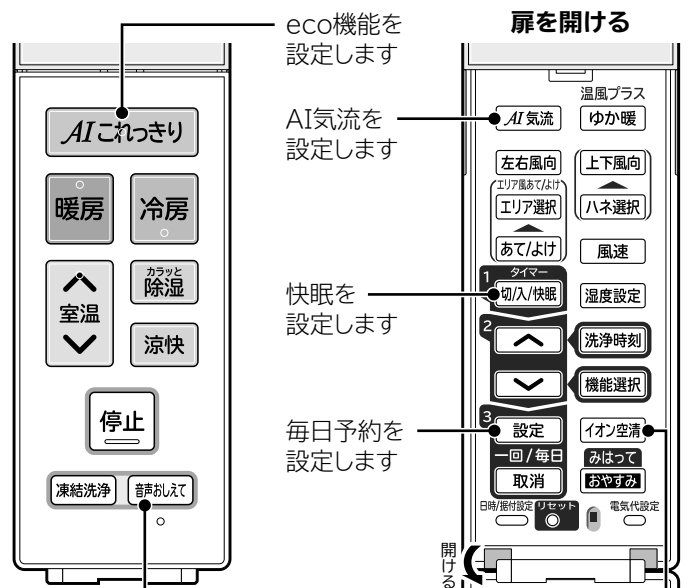 eco機能を
設定します
扉を開ける
AIこれっきり
暖房
冷房
室温
カラッと
除湿
涼快
停止
凍結洗浄
音声おしえて
AI気流を
設定します
快眠を
設定します
毎日予約を
設定します
温風プラス
AI気流
ゆか暖
左右風向
上下風向
エリア風あて/よけ
エリア選択
ハネ選択
あて/よけ
風速
1
タイマー
切/入/快眠
湿度設定
2
洗浄時刻
機能選択
3
設定
イオン空清
一回/毎日
みはって
取消
おやすみ
日時/据付設定
リセット
電気代設定
開ける